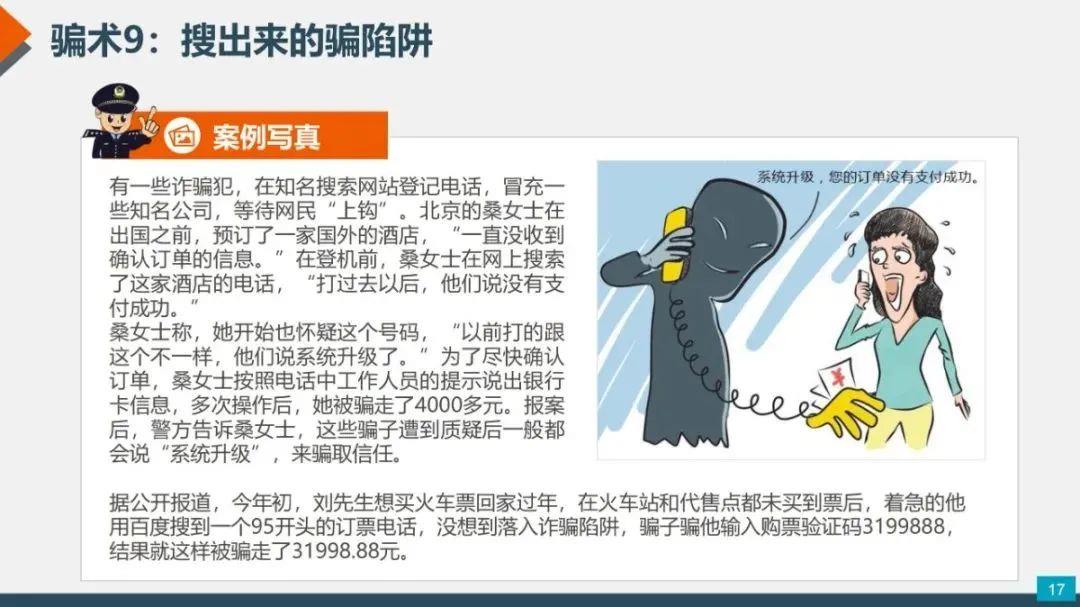 骗术9：搜出来的骗陷阱
案例写真
有一些诈骗犯，在知名搜索网站登记电话，冒充一
些知名公司，等待网民“上钩”。北京的桑女士在
出国之前，预订了一家国外的酒店，“一直没收到
确认订单的信息。”在登机前，桑女士在网上搜索
了这家酒店的电话，“打过去以后，他们说没有支
付成功。”
桑女士称，她开始也怀疑这个号码，“以前打的跟
这个不一样，他们说系统升级了。”为了尽快确认
订单，桑女士按照电话中工作人员的提示说出银行
卡信息，多次操作后，她被骗走了4000多元。报案
后，警方告诉桑女士，这些骗子遭到质疑后一般都
会说“系统升级”，来骗取信任。
系统升级，您的订单没有支付成功。
¥
据公开报道，今年初，刘先生想买火车票回家过年，在火车站和代售点都未买到票后，着急的他
用百度搜到一个95开头的订票电话，没想到落入诈骗陷阱，骗子骗他输入购票验证码3199888，
结果就这样被骗走了31998.88元。
17